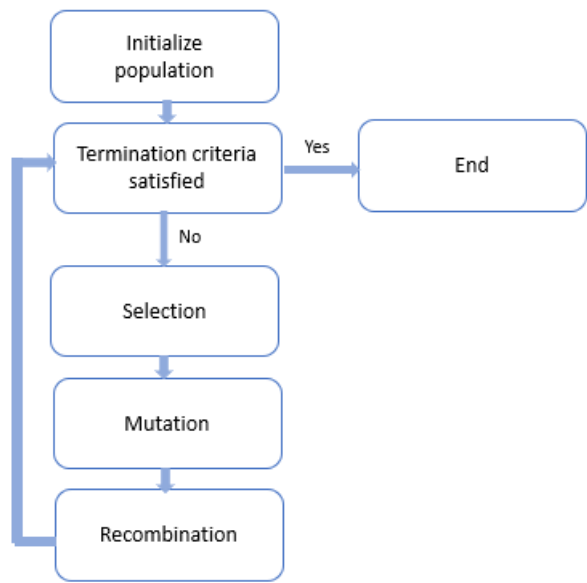 Initialize
population
Termination criteria
satisfied
Yes
End
No
Selection
Mutation
Recombination